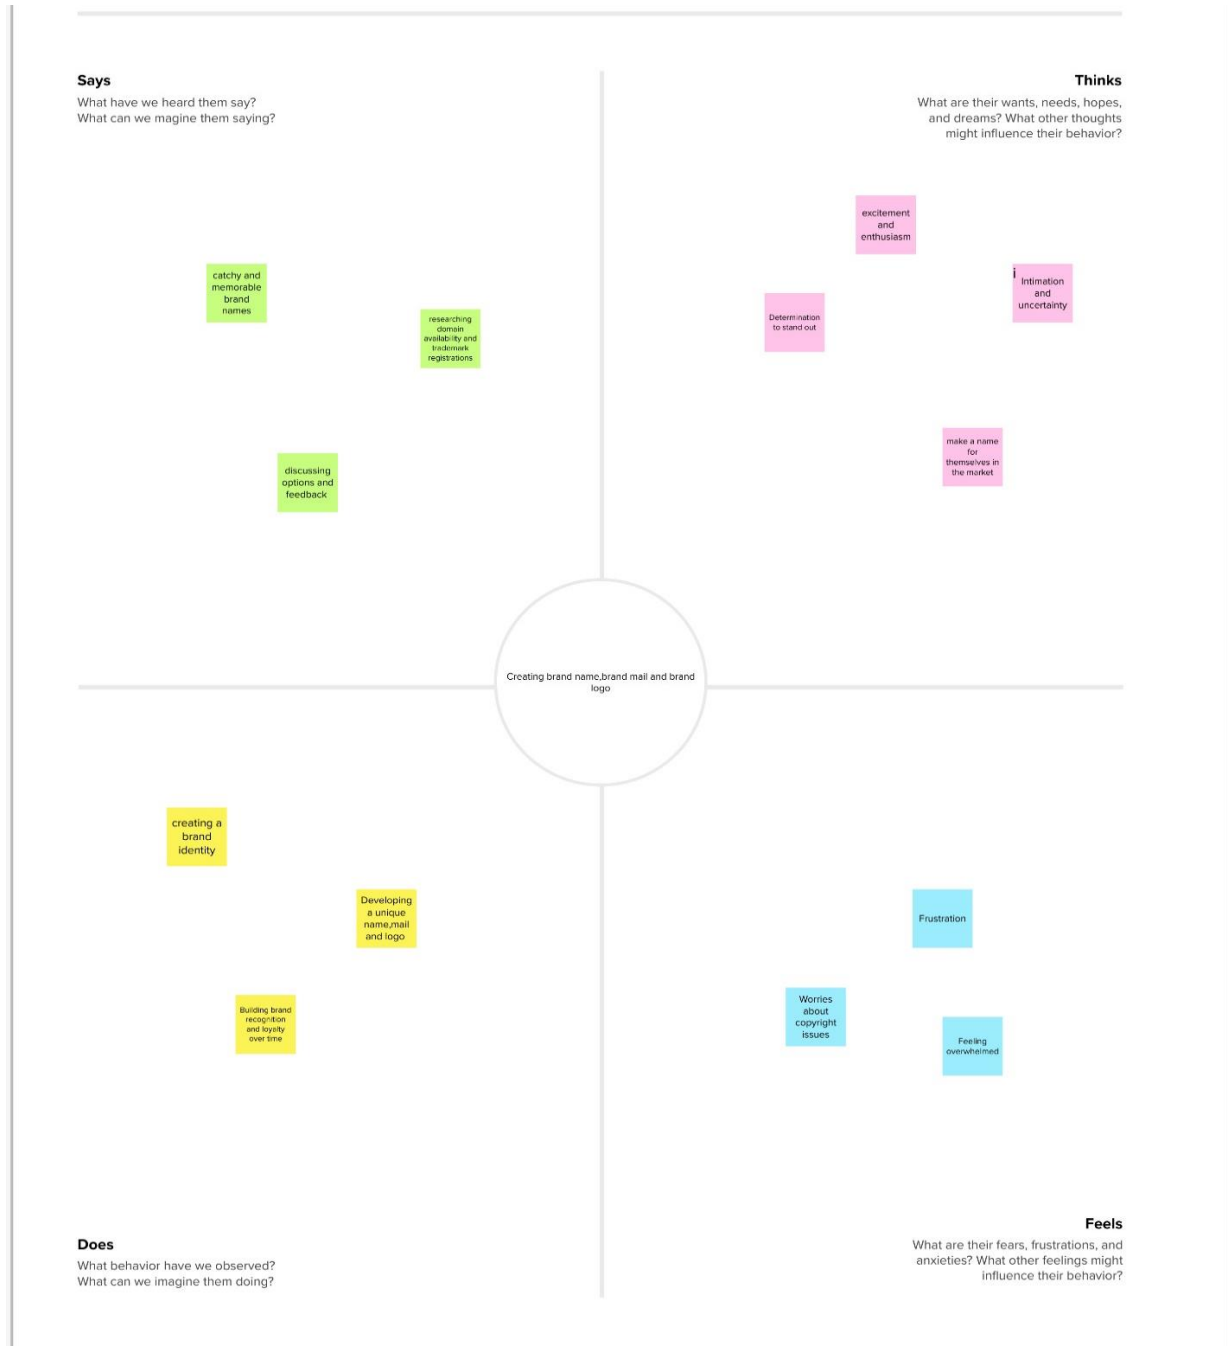 Says
What have we heard them say?
What can we magine them saying?
Thinks
What are their wants, needs, hopes,
and dreams? What other thoughts
might influence their behavior?
catchy and
memorable
brand
names
researching
domain
availability and
trademark
registrations
discussing
options and
feedback
excitement
and
enthusiasm
Determination
to stand out
i
Intimation
and
uncertainty
make a name
for
themselves in
the market
Creating brand name,brand mail and brand
logo
creating a
brand
identity
Developing
a unique
name,mail
and logo
Building brand
recognition
and loyalty
over time
Frustration
Worries
about
copyright
issues
Feeling
overwhelmed
Does
What behavior have we observed?
What can we imagine them doing?
Feels
What are their fears, frustrations, and
anxieties? What other feelings might
influence their behavior?